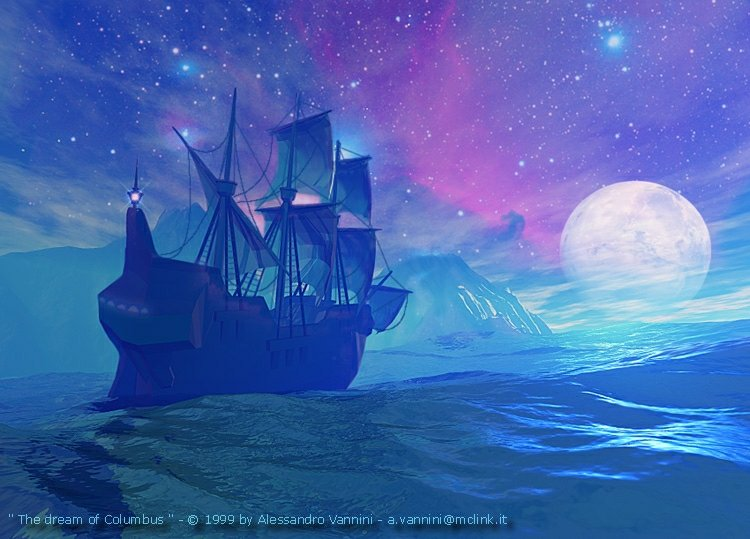 " The dream of Columbus " - © 1999 by Alessandro Vannini - a.vannini@mclink.it